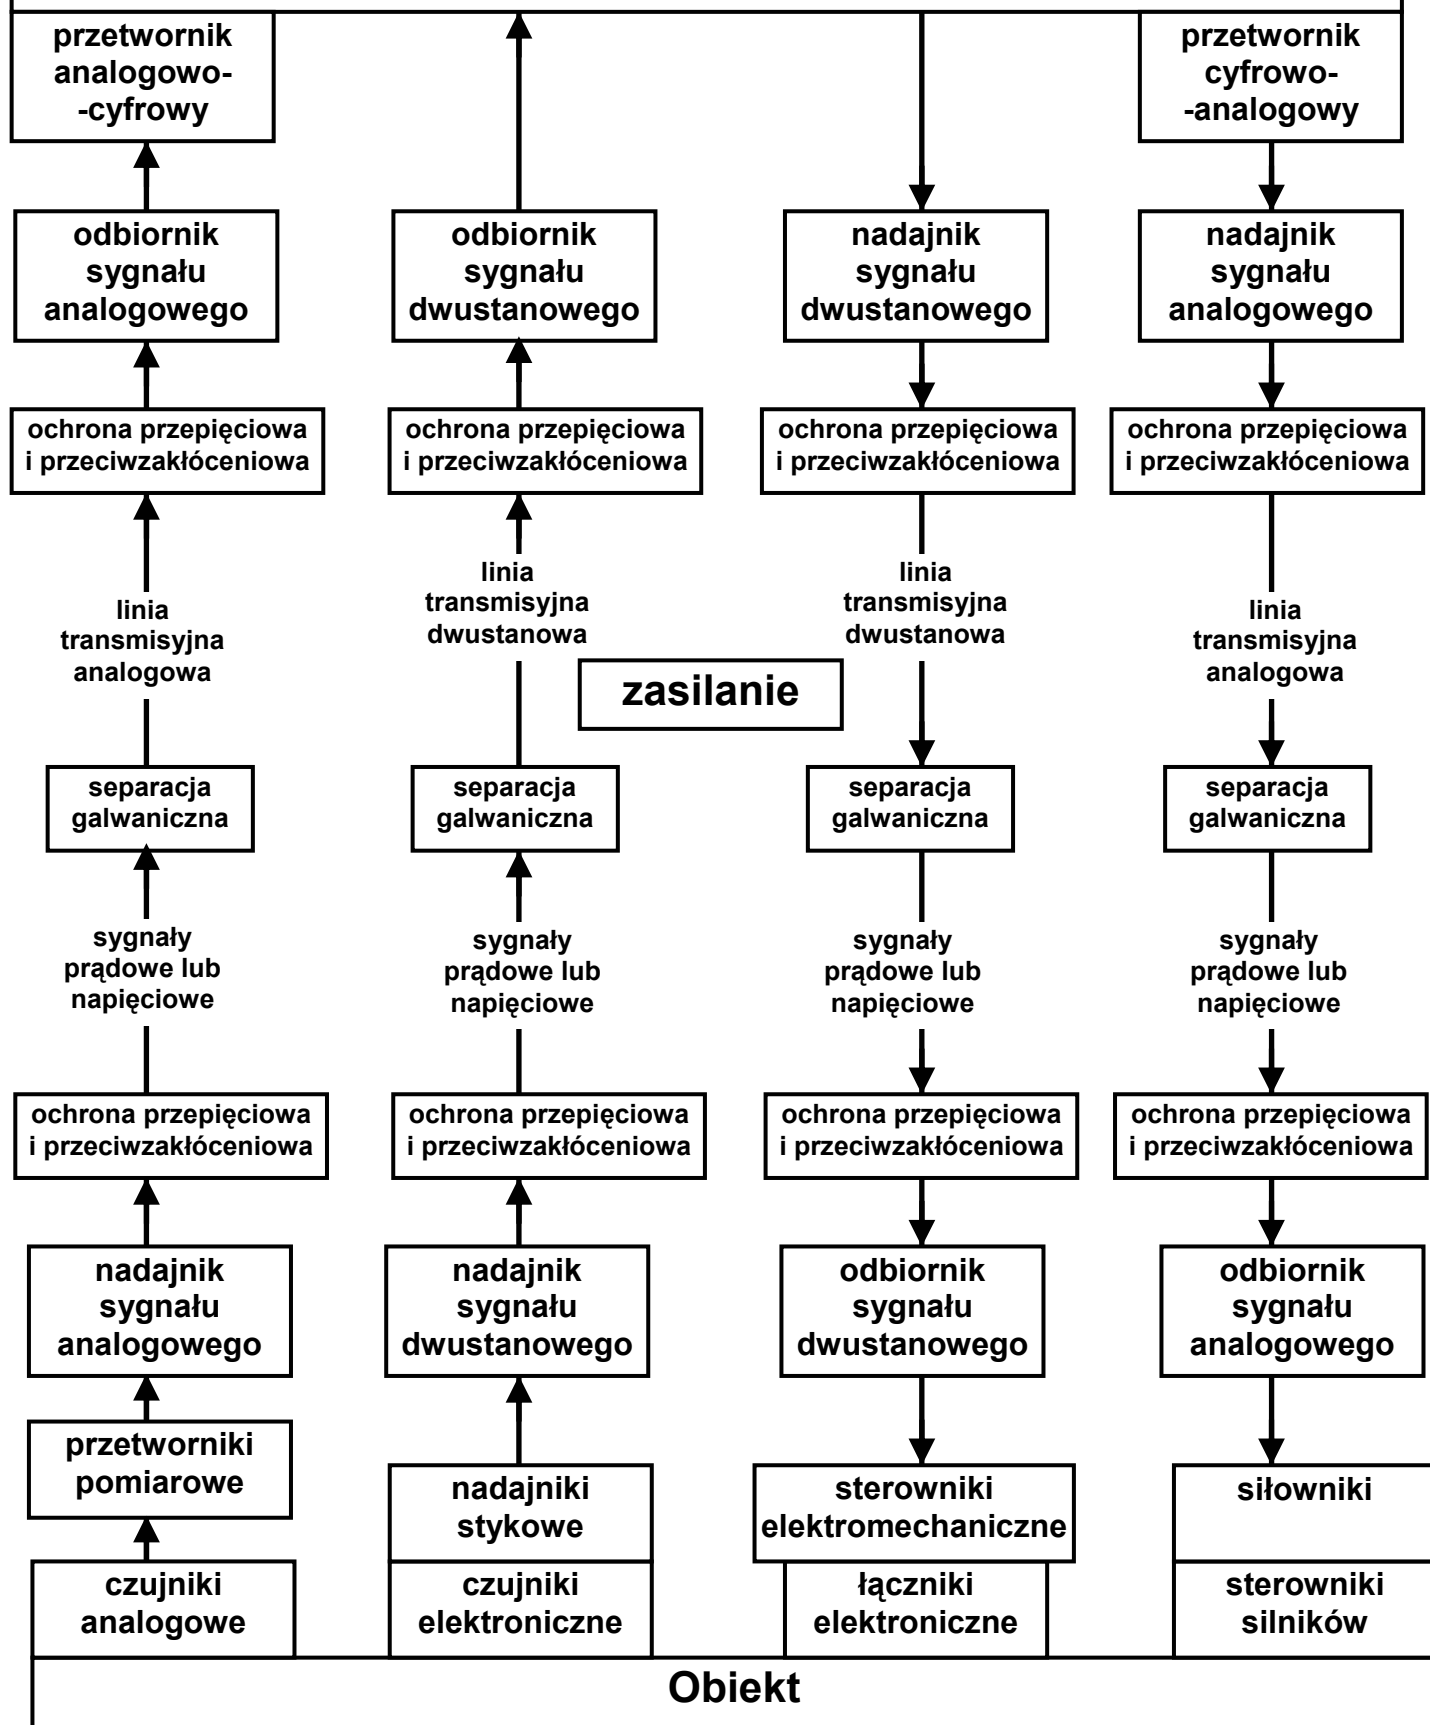 przetwornik
analogowo-
-cyfrowy
przetwornik
cyfrowo-
-analogowy
odbiornik
sygnału
analogowego
odbiornik
sygnału
dwustanowego
nadajnik
sygnału
dwustanowego
nadajnik
sygnału
analogowego
ochrona przepięciowa
i przeciwzakłóceniowa
ochrona przepięciowa
i przeciwzakłóceniowa
ochrona przepięciowa
i przeciwzakłóceniowa
ochrona przepięciowa
i przeciwzakłóceniowa
linia
transmisyjna
analogowa
linia
transmisyjna
dwustanowa
linia
transmisyjna
dwustanowa
linia
transmisyjna
analogowa
zasilanie
separacja
galwaniczna
separacja
galwaniczna
separacja
galwaniczna
separacja
galwaniczna
sygnały
prądowe lub
napięciowe
sygnały
prądowe lub
napięciowe
sygnały
prądowe lub
napięciowe
sygnały
prądowe lub
napięciowe
ochrona przepięciowa
i przeciwzakłóceniowa
ochrona przepięciowa
i przeciwzakłóceniowa
ochrona przepięciowa
i przeciwzakłóceniowa
ochrona przepięciowa
i przeciwzakłóceniowa
nadajnik
sygnału
analogowego
nadajnik
sygnału
dwustanowego
odbiornik
sygnału
dwustanowego
odbiornik
sygnału
analogowego
przetworniki
pomiarowe
nadajniki
stykowe
sterowniki
elektromechaniczne
siłowniki
czujniki
analogowe
czujniki
elektroniczne
łączniki
elektroniczne
sterowniki
silników
Obiekt